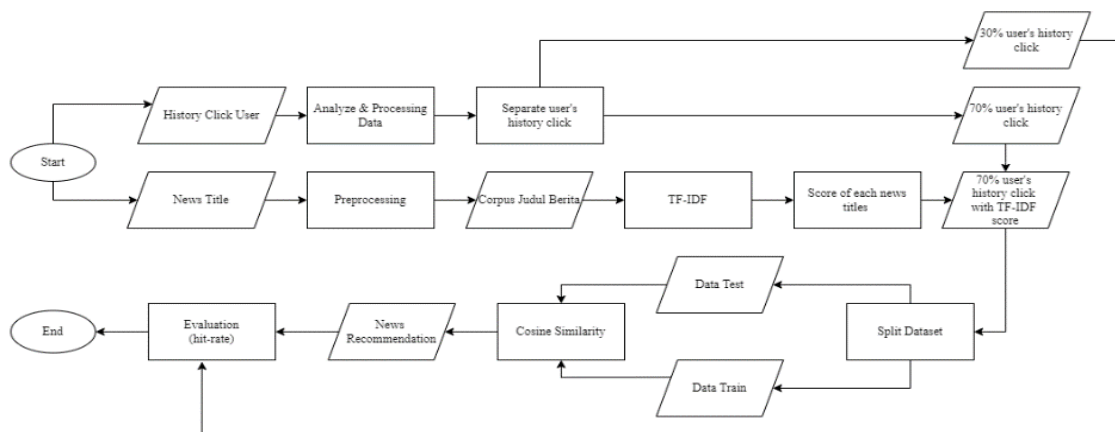 30% user's history
click
History Click User
Analyze & Processing
Data
Separate user's
history click
70% user's history
click
Start
News Title
Preprocessing
Corpus Judul Berita
TF-IDF
Score of each news
titles
70% user's
history click
with TF-IDF
score
Data Test
End
Evaluation
(hit-rate)
News
Recommendation
Cosine Similarity
Split Dataset
Data Train